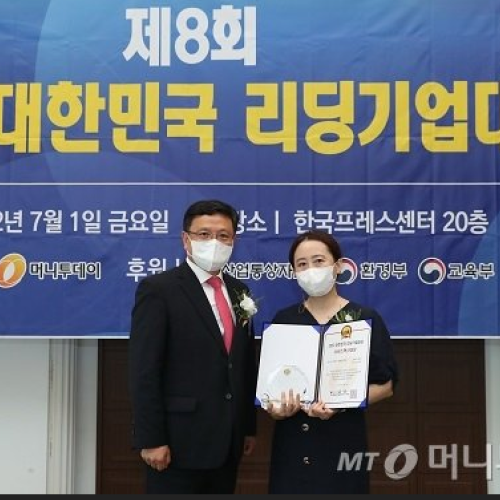 제8회
대한민국 리딩기업대
2년 7월 1일 금요일 장소 | 한국프레스센터 20층
머니투데이 후원 산업통상자 환경부 교육부
MT 머니투